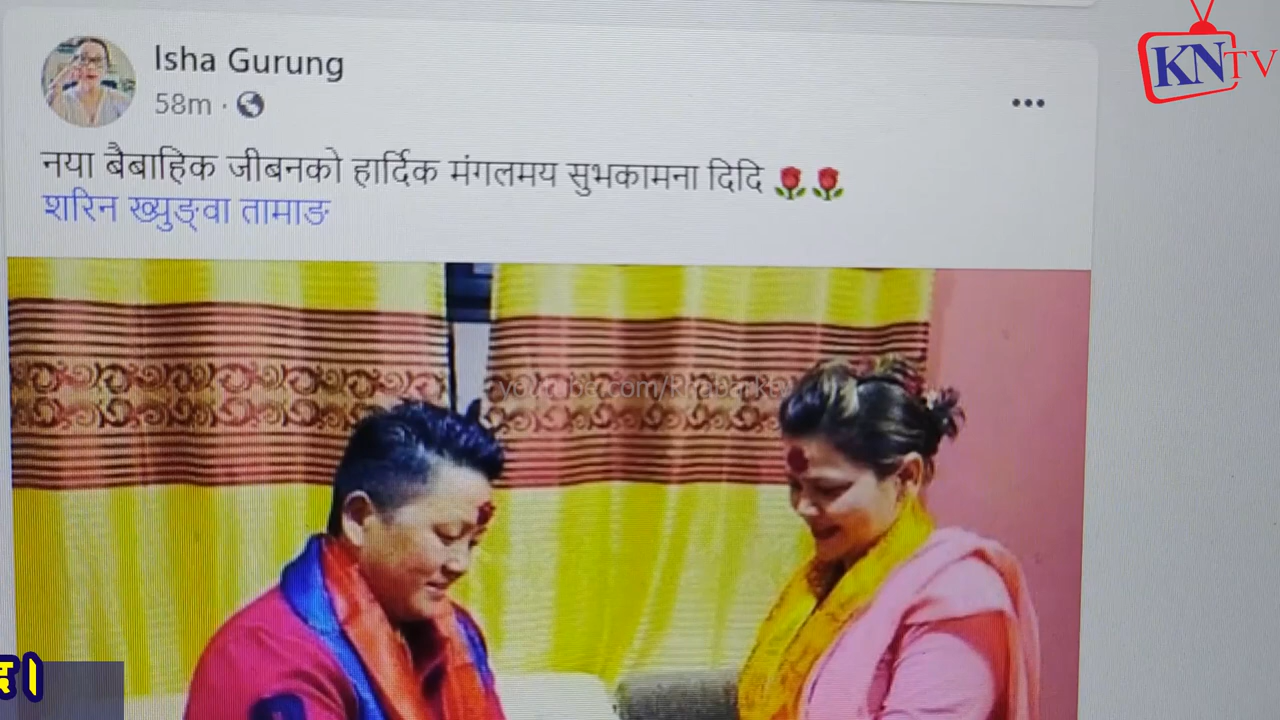 Isha Gurung
58m ·
KNTV
नया बैबाहिक जीबनको हार्दिक मंगलमय सुभकामना दिदि 🌹🌹
शरिन ख्युङ्वा तामाङ
द।